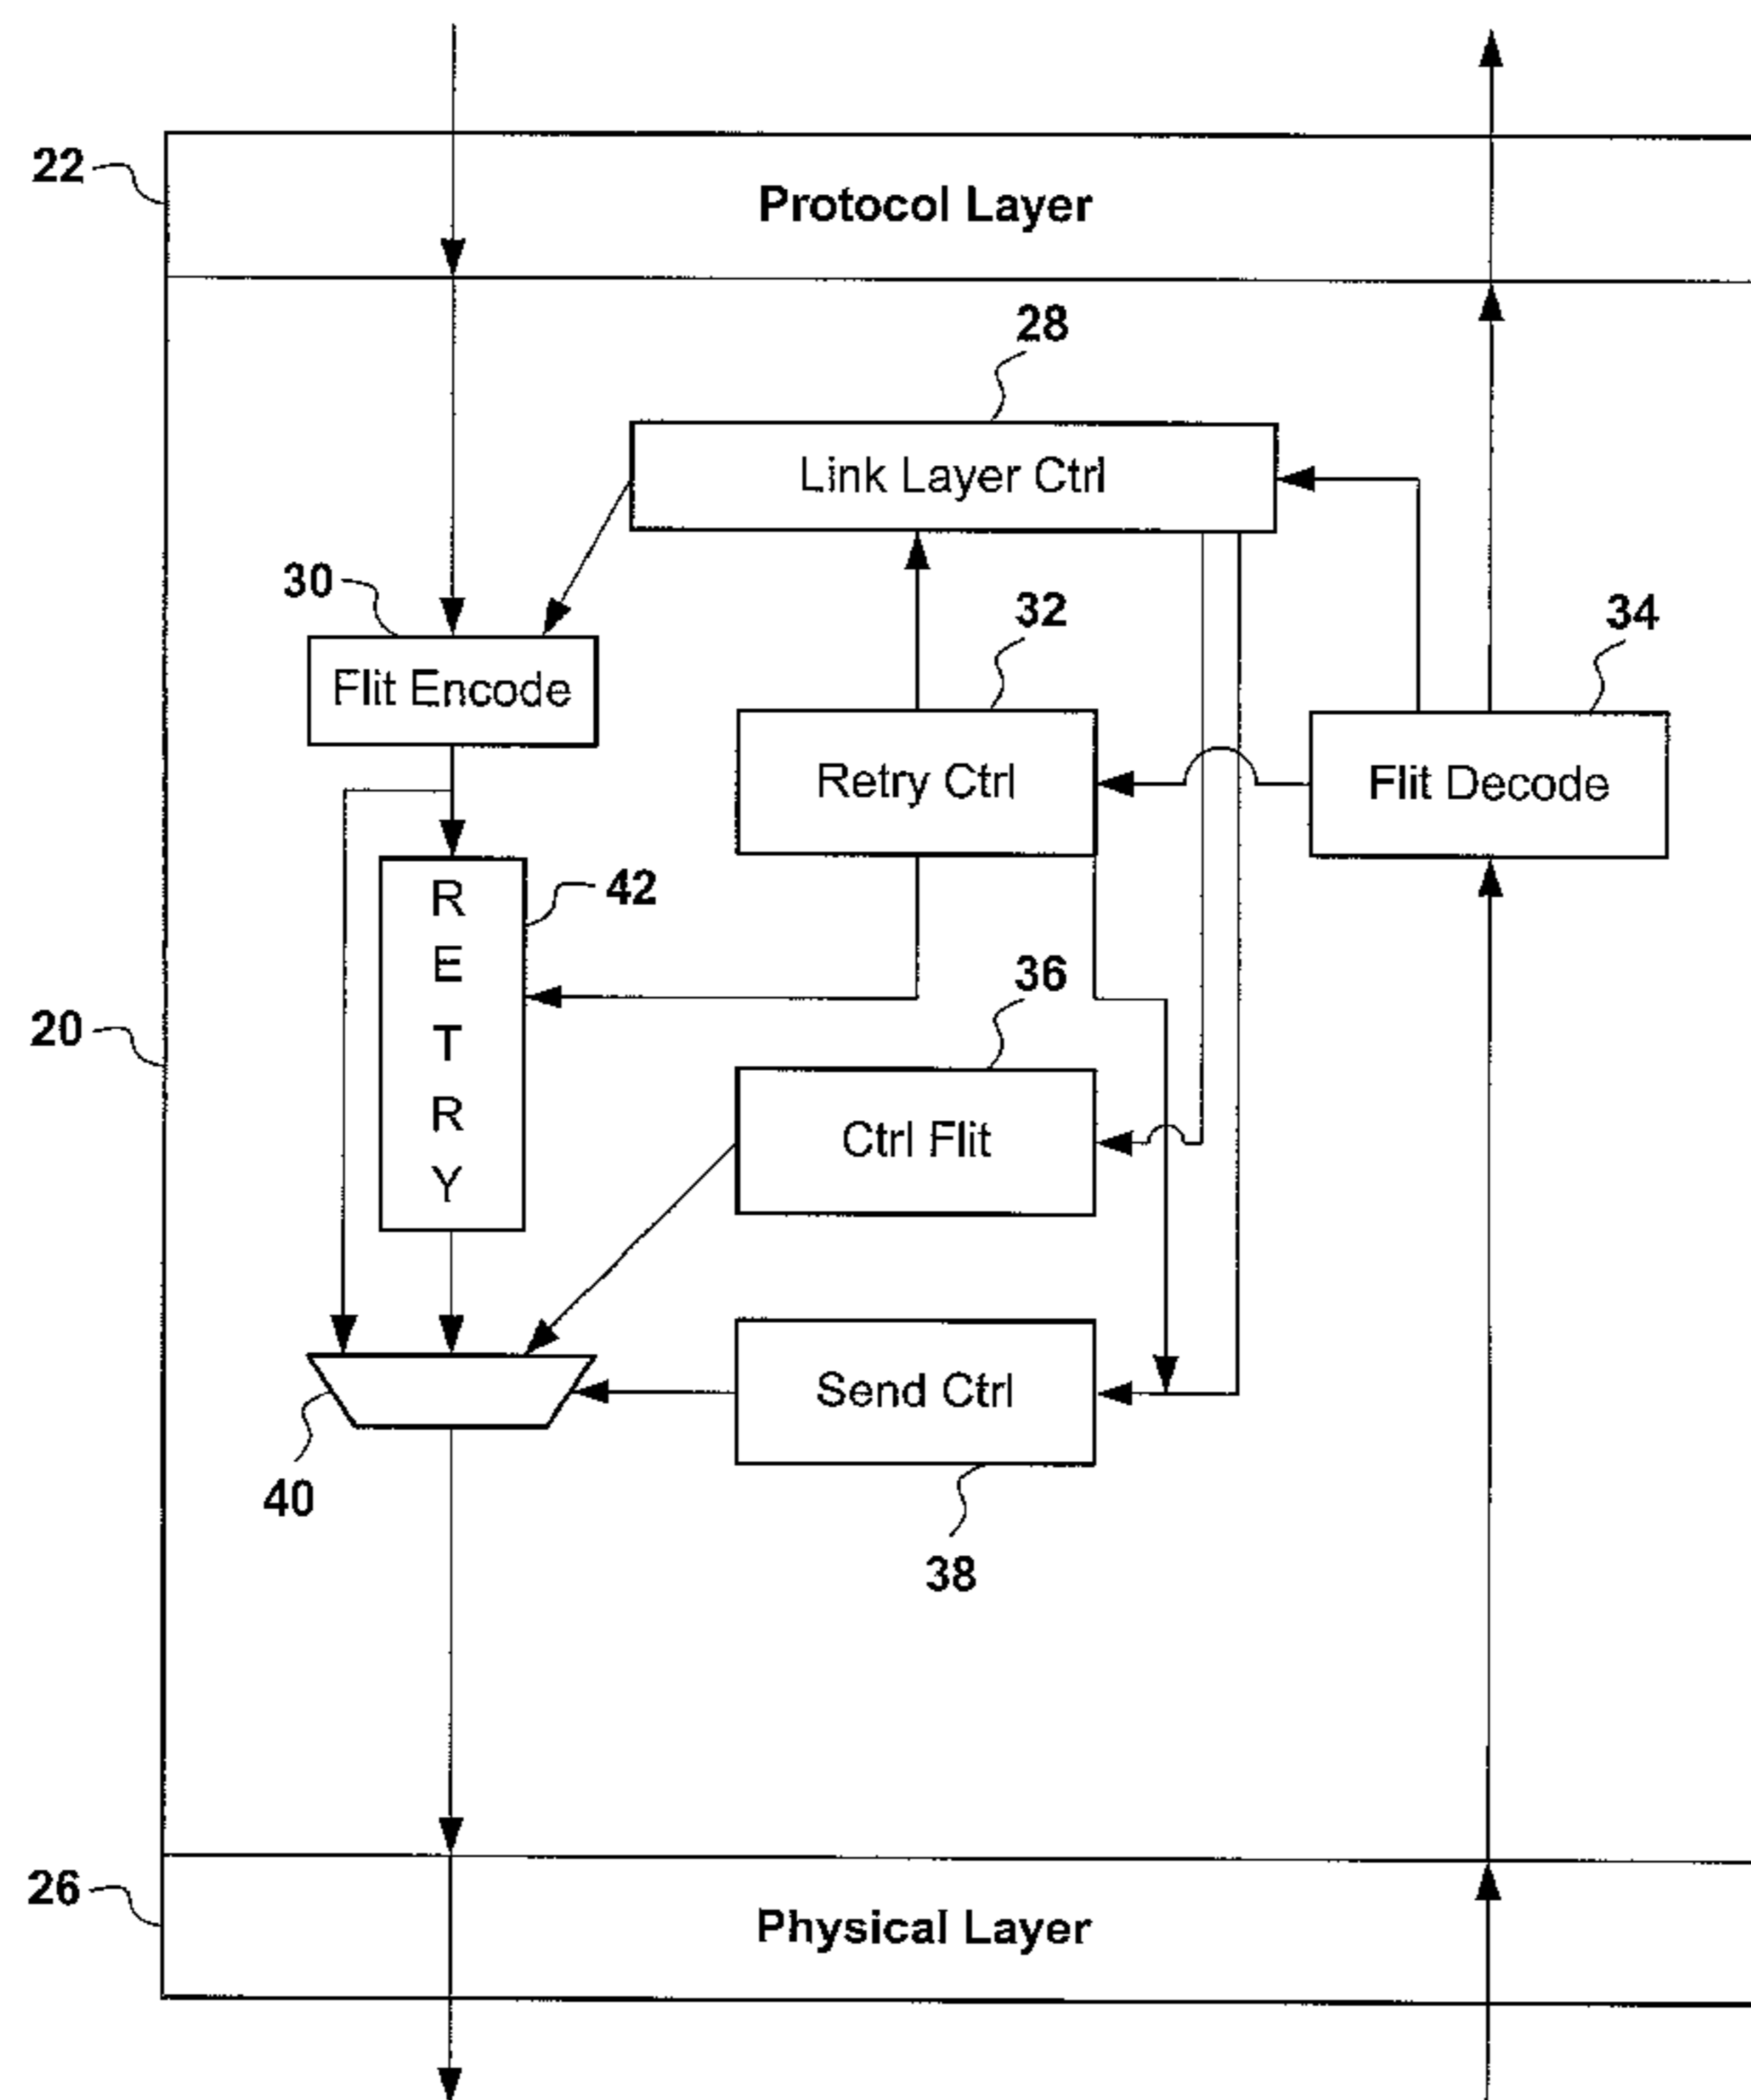 22
Protocol Layer
28
Link Layer Ctrl
30
32
34
Flit Encode
Retry Ctrl
Flit Decode
42
R
E
T
R
Y
36
20
Ctrl Flit
Send Ctrl
40
38
26
Physical Layer